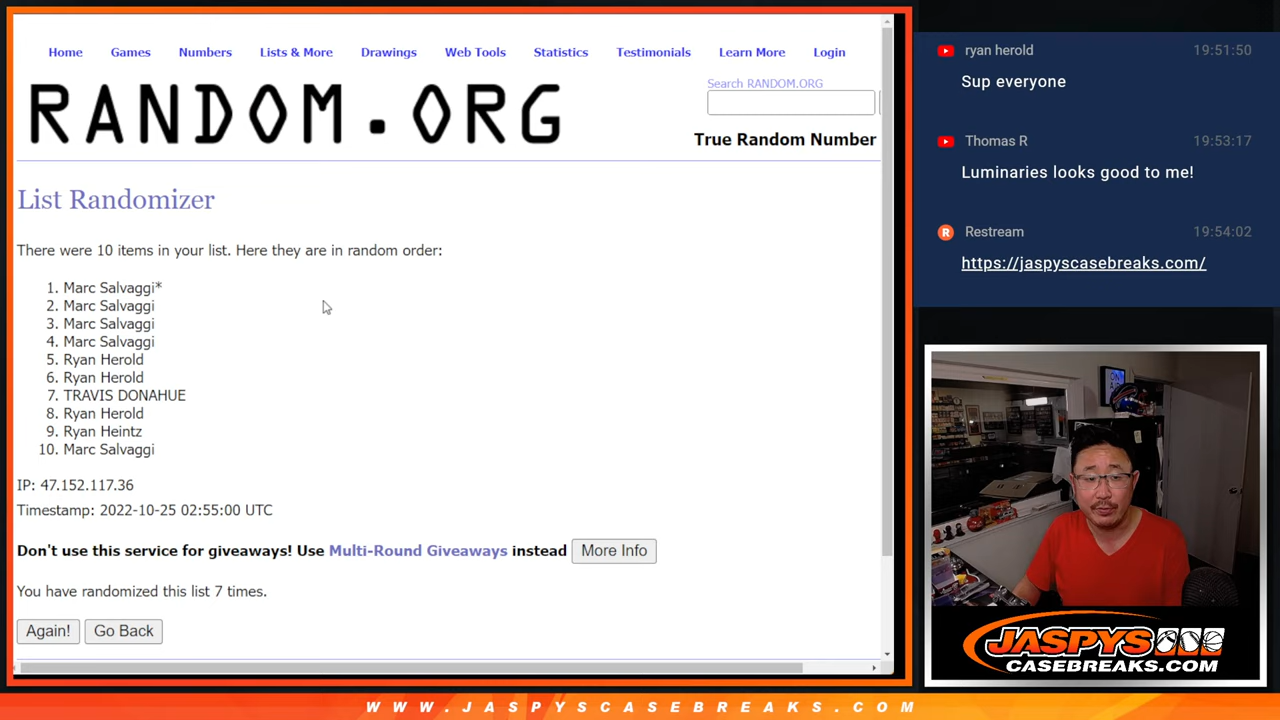 Home Games Numbers Lists & More Drawings Web Tools Statistics Testimonials Learn More Login
RANDOM.ORG
Search RANDOM.ORG
True Random Number
List Randomizer
There were 10 items in your list. Here they are in random order:
1. Marc Salvaggi*
2. Marc Salvaggi
3. Marc Salvaggi
4. Marc Salvaggi
5. Ryan Herold
6. Ryan Herold
7. TRAVIS DONAHUE
8. Ryan Herold
9. Ryan Heintz
10. Marc Salvaggi
IP: 47.152.117.36
Timestamp: 2022-10-25 02:55:00 UTC
Don't use this service for giveaways! Use Multi-Round Giveaways instead More Info
You have randomized this list 7 times.
Again! Go Back
ryan herold 19:51:50
Sup everyone
Thomas R 19:53:17
Luminaries looks good to me!
R Restream 19:54:02
https://jaspyscasebreaks.com/
ON AIR
JASPYS
CASEBREAKS.COM
WWW.JASPYSCASEBREAKS.COM